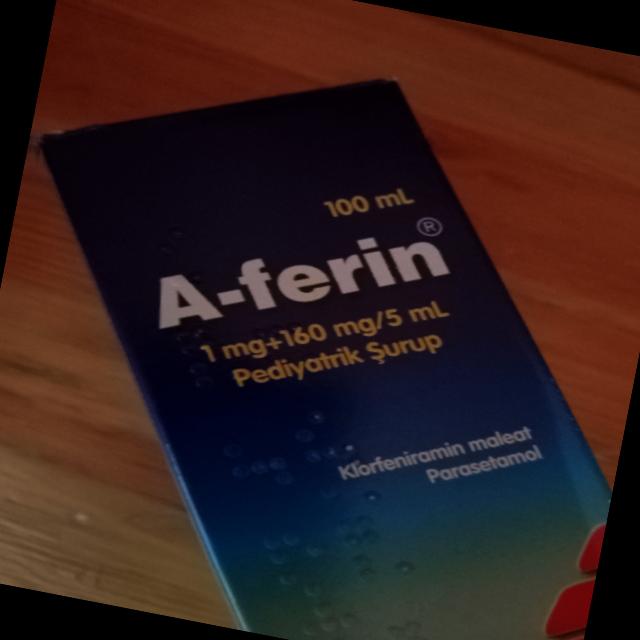 100 mL
A-ferin®
1 mg+160 mg/5 mL
Pediyatrik Şurup
Klorfeniramin maleat
Parasetamol